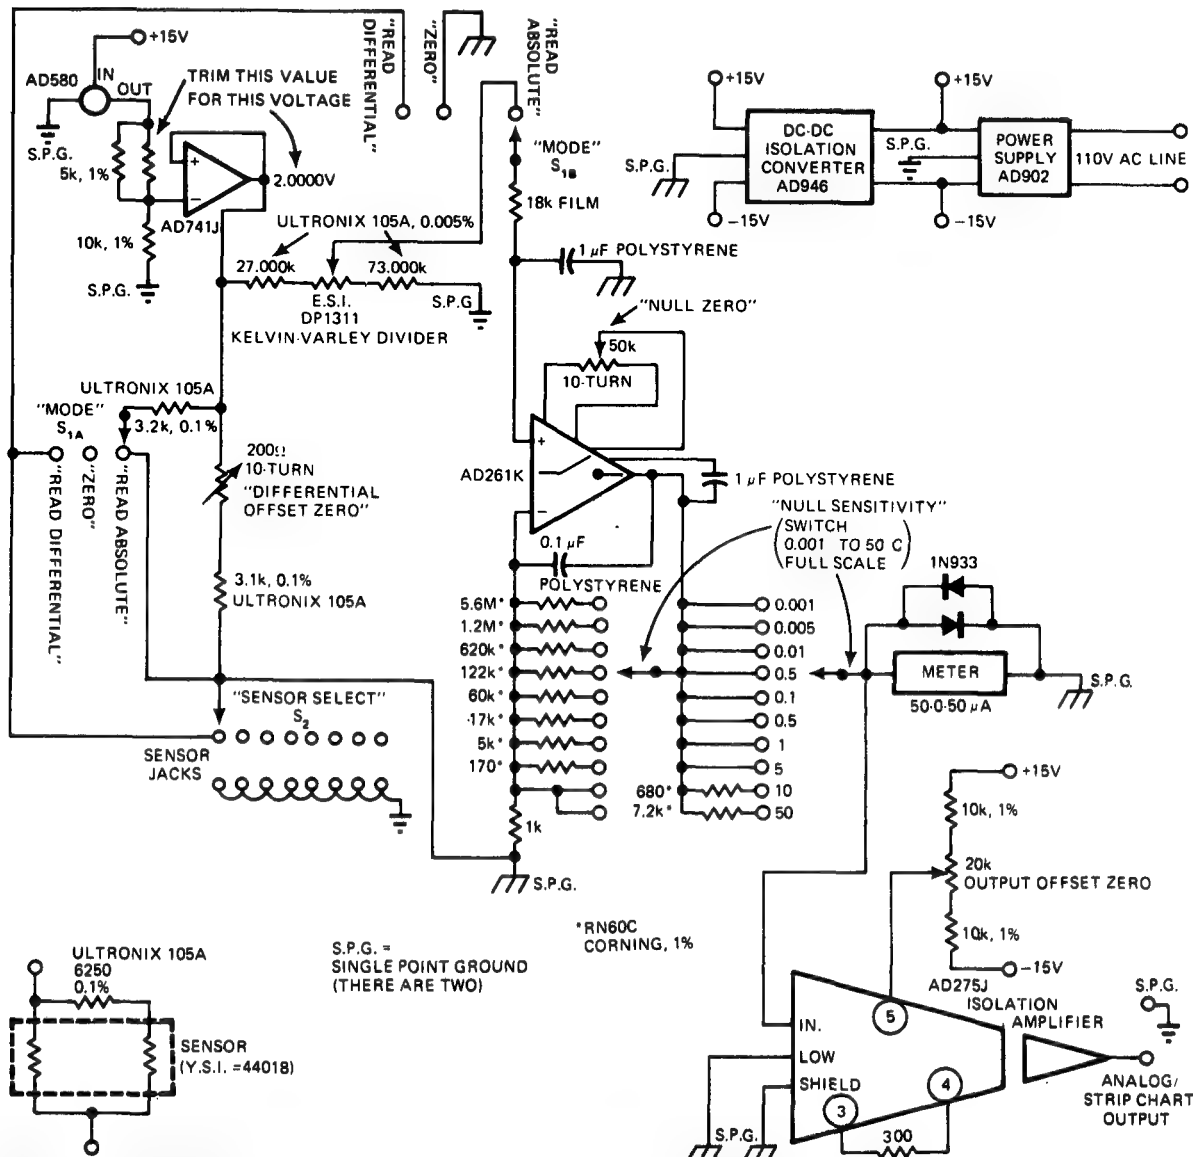 +15V
AD580
IN
OUT
TRIM THIS VALUE
FOR THIS VOLTAGE
S.P.G.
5k, 1%
+
−
2.0000V
AD741J
10k, 1%
S.P.G.
"READ
DIFFERENTIAL"
"ZERO"
"READ
ABSOLUTE"
"MODE"
S1B
18k FILM
ULTRONIX 105A, 0.005%
27.000k
73.000k
E.S.I.
DP1311
KELVIN-VARLEY DIVIDER
S.P.G
1 μF POLYSTYRENE
+15V
S.P.G.
−15V
DC-DC
ISOLATION
CONVERTER
AD946
+15V
S.P.G.
−15V
POWER
SUPPLY
AD902
110V AC LINE
"NULL ZERO"
50k
10-TURN
ULTRONIX 105A
"MODE"
S1A
3.2k, 0.1%
"READ DIFFERENTIAL"
"ZERO"
"READ ABSOLUTE"
200Ω
10-TURN
"DIFFERENTIAL
OFFSET ZERO"
3.1k, 0.1%
ULTRONIX 105A
+
AD261K
−
1 μF POLYSTYRENE
0.1 μF
POLYSTYRENE
"NULL SENSITIVITY"
SWITCH
0.001 TO 50 C
FULL SCALE
5.6M*
1.2M*
620k*
122k*
60k*
17k*
5k*
170*
1k
S.P.G.
0.001
0.005
0.01
0.5
0.1
0.5
1
5
680*
10
7.2k*
50
1N933
METER
50-0-50 μA
S.P.G.
"SENSOR SELECT"
S2
SENSOR
JACKS
+15V
10k, 1%
20k
OUTPUT OFFSET ZERO
10k, 1%
−15V
*RN60C
CORNING, 1%
S.P.G. =
SINGLE POINT GROUND
(THERE ARE TWO)
ULTRONIX 105A
6250
0.1%
SENSOR
(Y.S.I. =44018)
AD275J
ISOLATION
AMPLIFIER
IN.
LOW
SHIELD
5
4
3
300
S.P.G.
S.P.G.
ANALOG/
STRIP CHART
OUTPUT